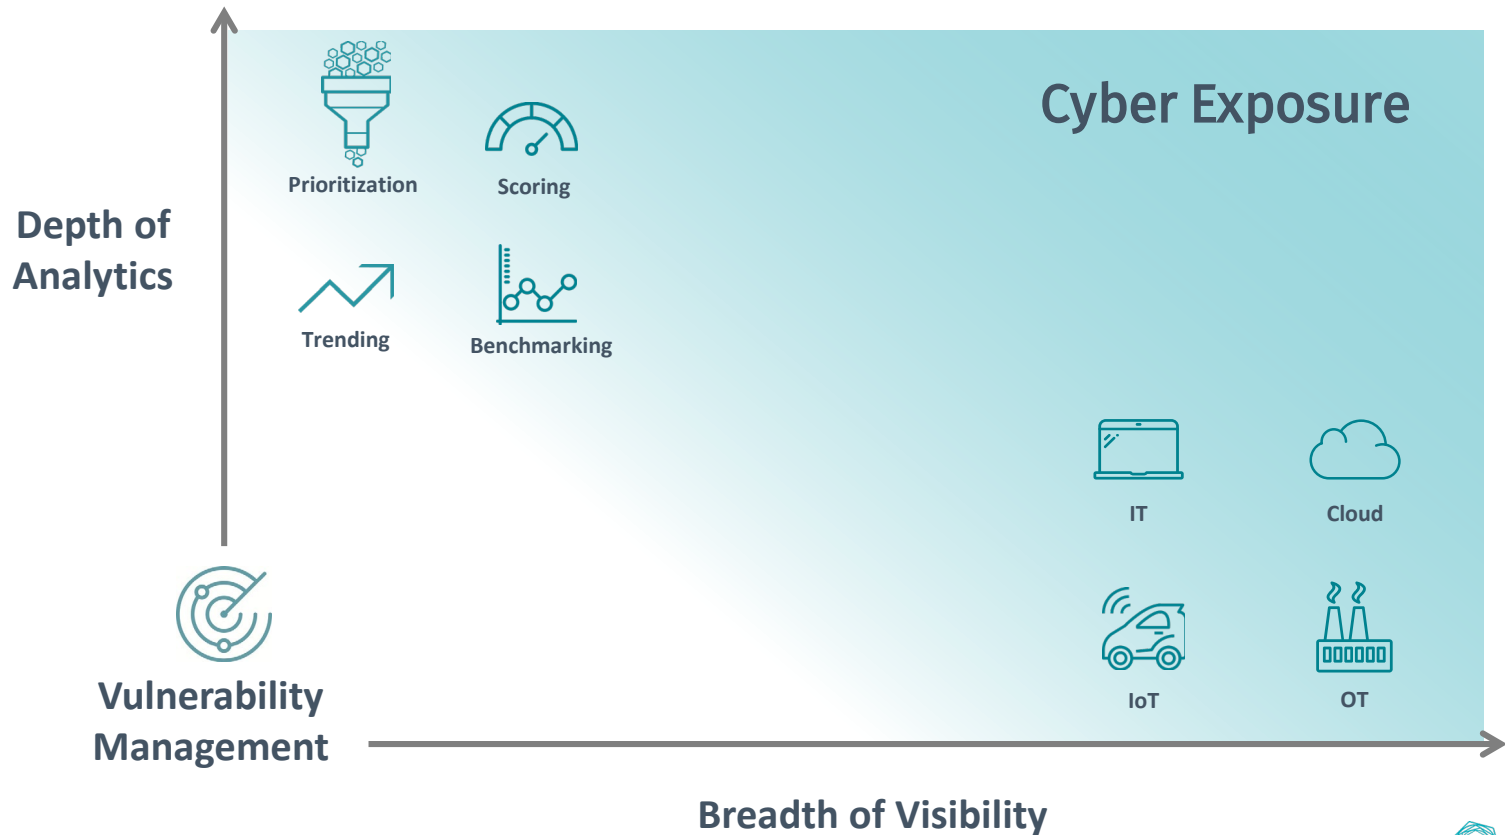 Cyber Exposure
Prioritization
Scoring
Depth of
Analytics
Trending
Benchmarking
IT
Cloud
Vulnerability
Management
IoT
OT
Breadth of Visibility